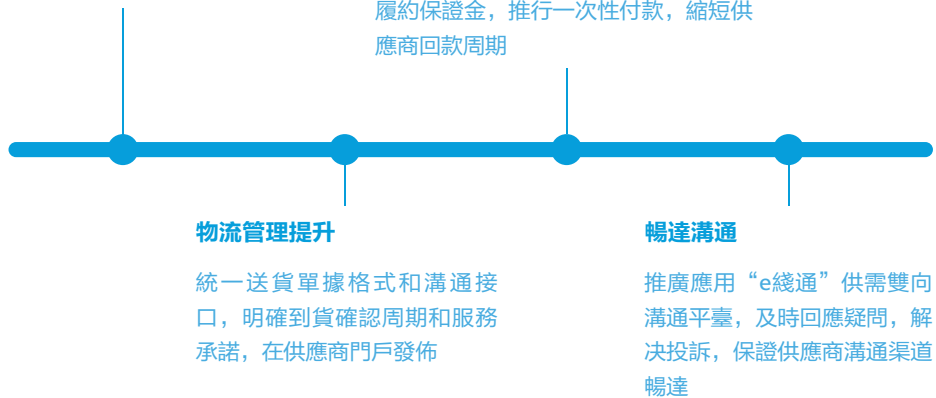 履約保證金，推行一次性付款，縮短供
應商回款周期
物流管理提升
統一送貨單據格式和溝通接
口，明確到貨確認周期和服務
承諾，在供應商門戶發佈
暢達溝通
推廣應用“e綫通”供需雙向
溝通平臺，及時回應疑問，解
决投訴，保證供應商溝通渠道
暢達